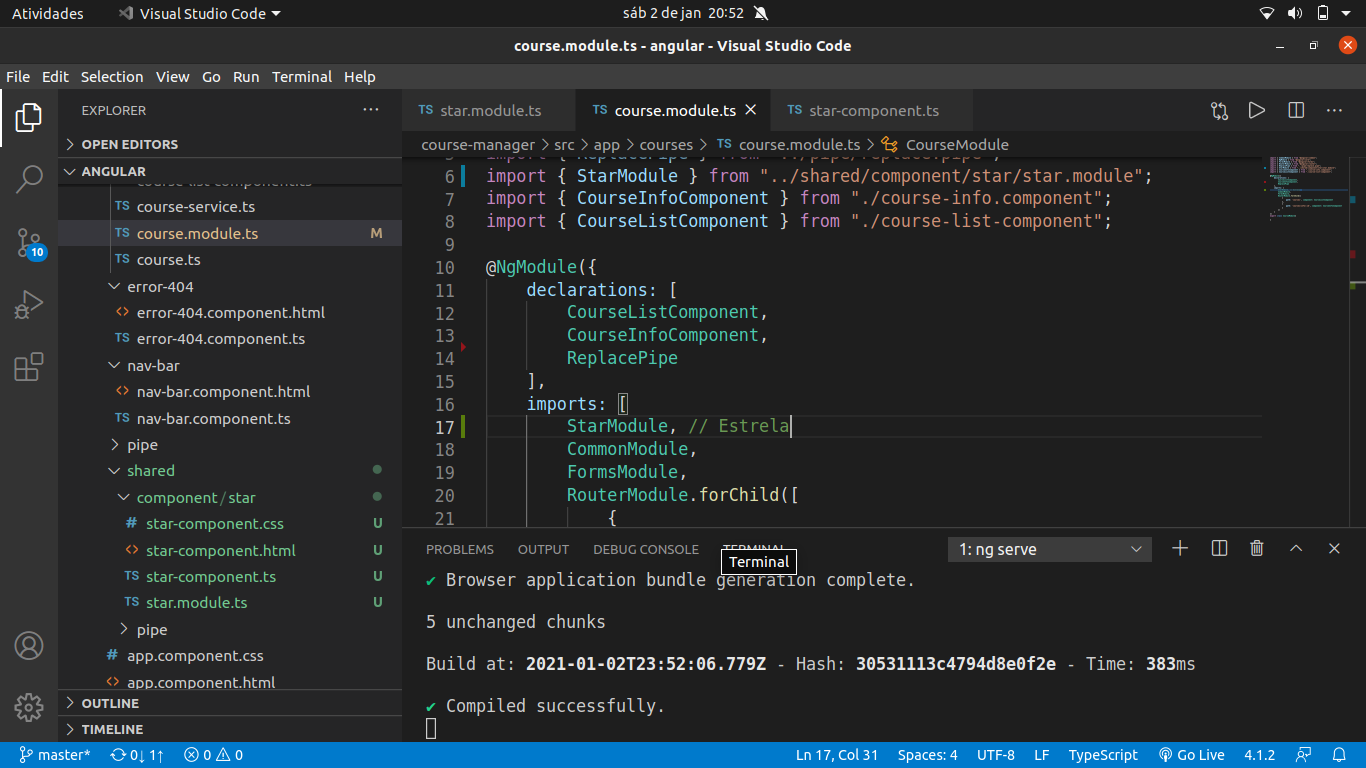 Atividades Visual Studio Code sáb 2 de jan 20:52
course.module.ts - angular - Visual Studio Code
File Edit Selection View Go Run Terminal Help
EXPLORER ...
OPEN EDITORS
ANGULAR
course-list-component.ts
TS course-service.ts
TS course.module.ts M
TS course.ts
error-404
<> error-404.component.html
TS error-404.component.ts
nav-bar
<> nav-bar.component.html
TS nav-bar.component.ts
pipe
shared
component/star
# star-component.css U
<> star-component.html U
TS star-component.ts U
TS star.module.ts U
pipe
# app.component.css
<> app.component.html
OUTLINE
TIMELINE
10
TS star.module.ts TS course.module.ts TS star-component.ts
course-manager > src > app > courses > TS course.module.ts > CourseModule
5 import { ReplacePipe } from "../pipe/replace.pipe";
6 import { StarModule } from "../shared/component/star/star.module";
7 import { CourseInfoComponent } from "./course-info.component";
8 import { CourseListComponent } from "./course-list-component";
9
10 @NgModule({
11 declarations: [
12 CourseListComponent,
13 CourseInfoComponent,
14 ReplacePipe
15 ],
16 imports: [
17 StarModule, // Estrela
18 CommonModule,
19 FormsModule,
20 RouterModule.forChild([
21 {
PROBLEMS OUTPUT DEBUG CONSOLE TERMINAL 1: ng serve
Terminal
✔ Browser application bundle generation complete.
5 unchanged chunks
Build at: 2021-01-02T23:52:06.779Z - Hash: 30531113c4794d8e0f2e - Time: 383ms
✔ Compiled successfully.
master* 0↓ 1↑ 0 0 Ln 17, Col 31 Spaces: 4 UTF-8 LF TypeScript Go Live 4.1.2